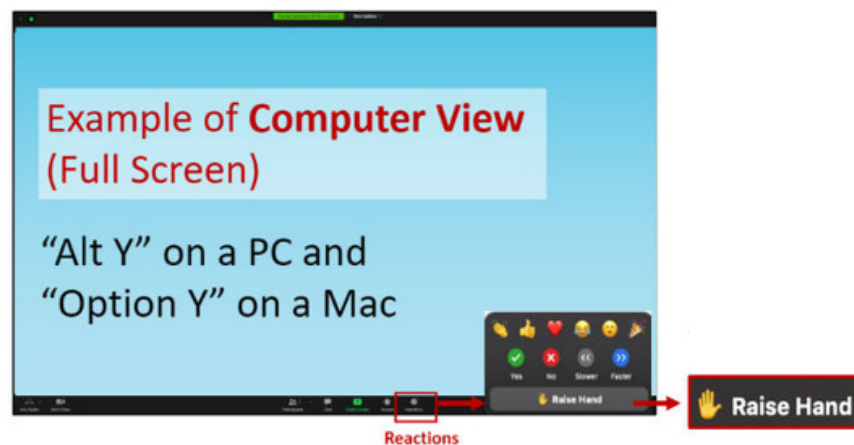 Example of Computer View
(Full Screen)
“Alt Y” on a PC and
“Option Y” on a Mac
Yes No Slower Faster
Raise Hand
Raise Hand
Reactions